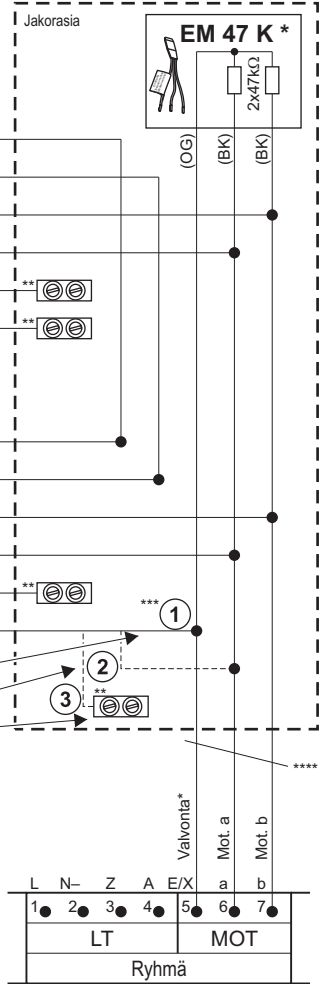 Jakorasia
EM 47 K *
2x47kΩ
(OG)
(BK)
(BK)
**
**
**
*** 1
2
3
**
****
Valvonta*
Mot. a
Mot. b
L N– Z A E/X a b
1 2 3 4 5 6 7
LT MOT
Ryhmä